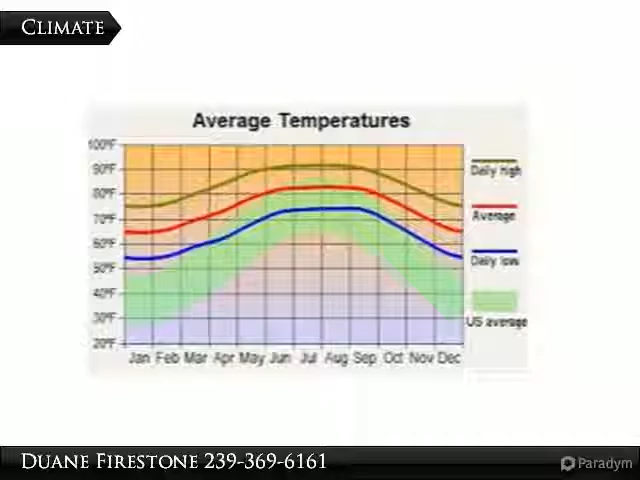 CLIMATE
Average Temperatures
100°F
90°F
80°F
70°F
60°F
50°F
40°F
30°F
20°F
Jan Feb Mar Apr May Jun Jul Aug Sep Oct Nov Dec
Daily high
Average
Daily low
US average
DUANE FIRESTONE 239-369-6161
Paradym